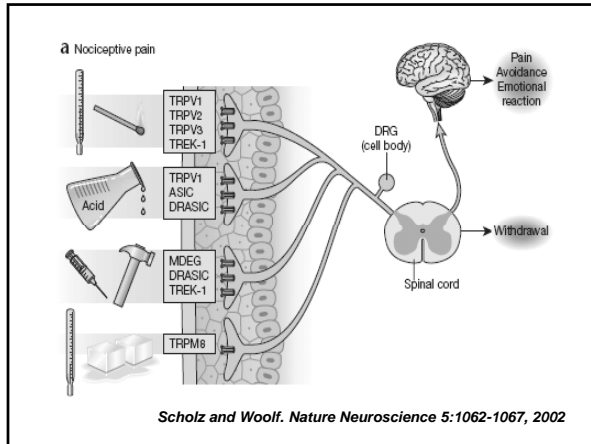 a Nociceptive pain
TRPV1
TRPV2
TRPV3
TREK-1
TRPV1
ASIC
DRASIC
Acid
MDEG
DRASIC
TREK-1
TRPM8
DRG
(cell body)
Spinal cord
Pain
Avoidance
Emotional
reaction
Withdrawal
Scholz and Woolf. Nature Neuroscience 5:1062-1067, 2002